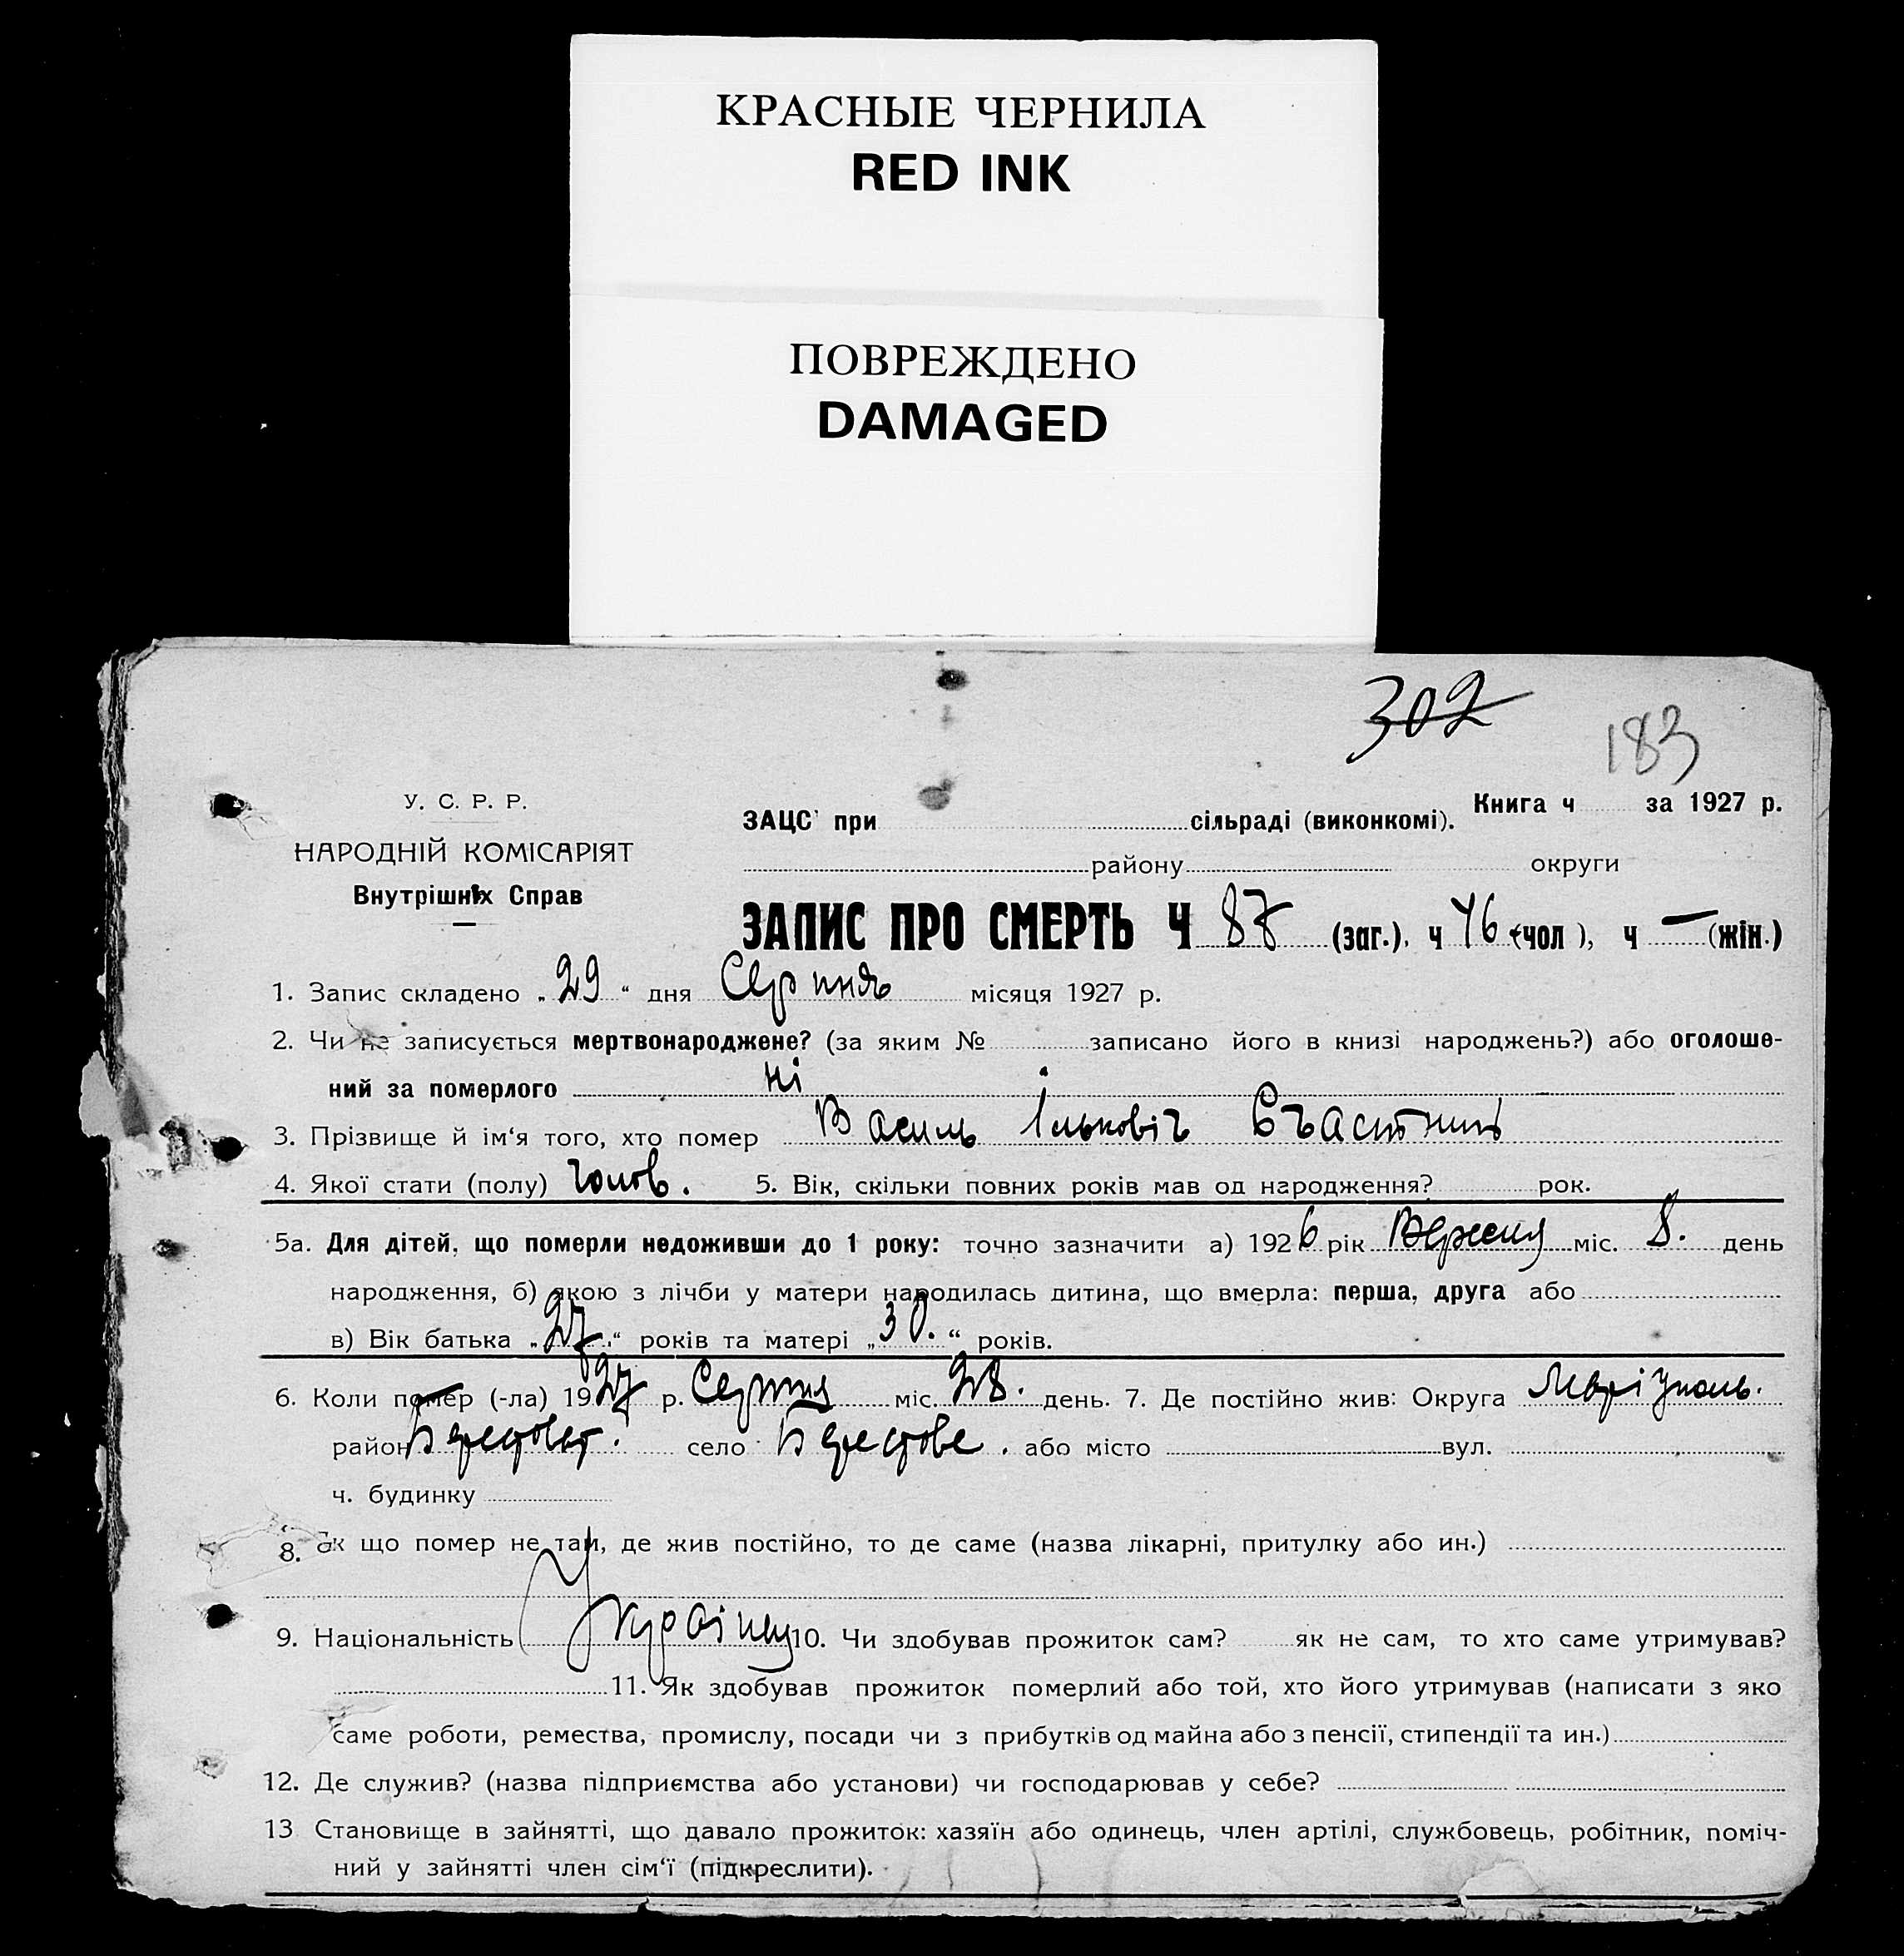 КРАСНЫЕ ЧЕРНИЛА
RED INK
ПОВРЕЖДЕНО
DAMAGED
302
183
У. С. Р. Р.
НАРОДНІЙ КОМІСАРІЯТ
Внутрішніх Справ
Книга ч за 1927 р.
ЗАЦС при сільраді (виконкомі).
району округи
ЗАПИС ПРО СМЕРТЬ Ч 87 (заг.), ч 46 (чол), ч — (жін.)
1. Запис складено „29“ дня Серпня місяця 1927 р.
2. Чи не записується мертвонароджене? (за яким № записано його в книзі народжень?) або оголоше-
ний за померлого ні
3. Прізвище й ім‘я того, хто помер Василь Ількович Счастний
4. Якої стати (полу) чолов. 5. Вік, скільки повних років мав од народження? рок.
5а. Для дітей, що померли недоживши до 1 року: точно зазначити а) 1926 рік Вересня міс. 8. день
народження, б) якою з лічби у матери народилась дитина, що вмерла: перша, друга або
в) Вік батька „27.“ років та матері „30.“ років.
6. Коли помер (-ла) 1927 р. Серпня міс. 28. день. 7. Де постійно жив: Округа Маріуполь.
район Берестов. село Берестове. або місто вул.
ч. будинку
8. Як що помер не там, де жив постійно, то де саме (назва лікарні, притулку або ин.)
9. Національність Українец 10. Чи здобував прожиток сам? як не сам, то хто саме утримував?
11. Як здобував прожиток померлий або той, хто його утримував (написати з яко
саме роботи, ремества, промислу, посади чи з прибутків од майна або з пенсії, стипендії та ин.)
12. Де служив? (назва підприємства або установи) чи господарював у себе?
13 Становище в зайнятті, що давало прожиток: хазяїн або одинець, член артілі, службовець, робітник, поміч-
ний у зайнятті член сім‘ї (підкреслити).